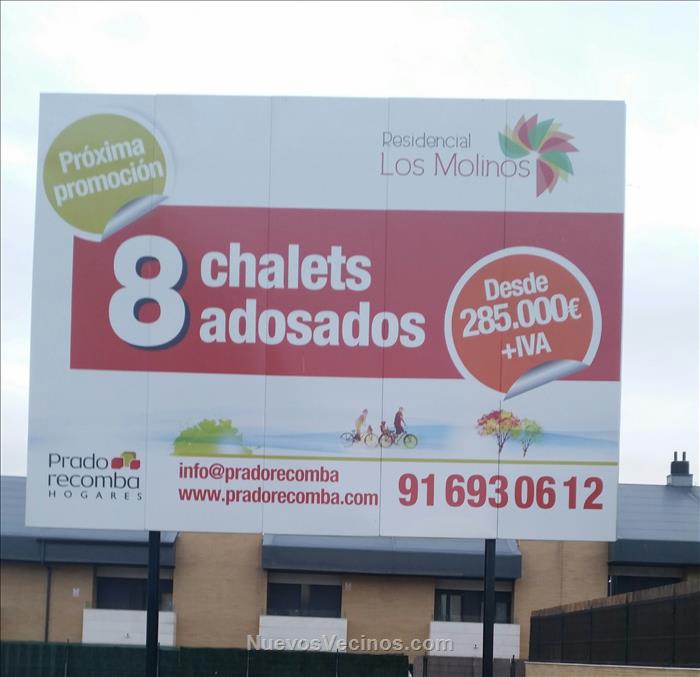 Próxima
promoción
Residencial
Los Molinos
8 chalets
adosados
Desde
285.000€
+IVA
Prado
recomba
HOGARES
info@pradorecomba
www.pradorecomba.com
91 693 06 12
NuevosVecinos.com